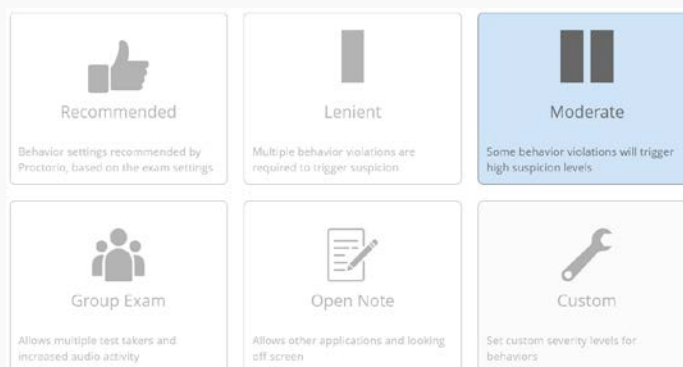 Recommended
Behavior settings recommended by
Proctorio, based on the exam settings
Lenient
Multiple behavior violations are
required to trigger suspicion
Moderate
Some behavior violations will trigger
high suspicion levels
Group Exam
Allows multiple test takers and
increased audio activity
Open Note
Allows other applications and looking
off screen
Custom
Set custom severity levels for
behaviors